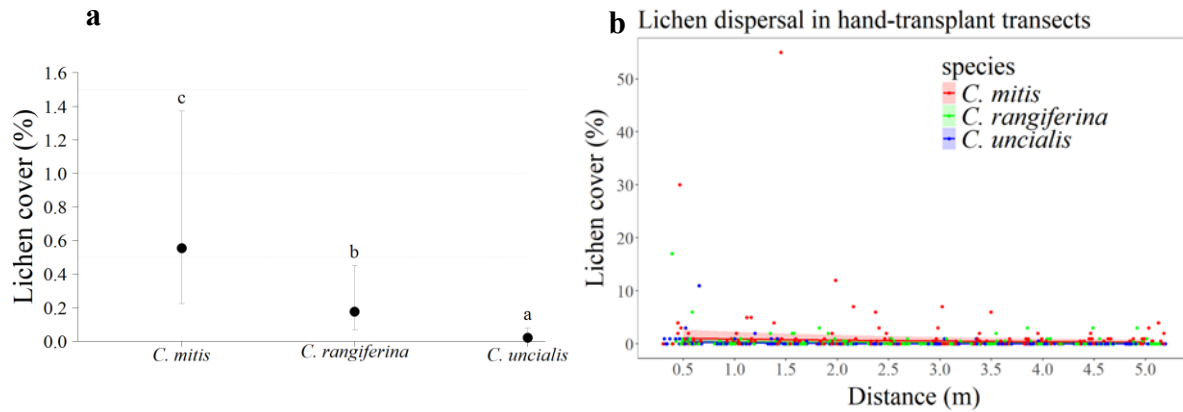 a
Lichen cover (%)
1.6
1.4
1.2
1.0
0.8
0.6
0.4
0.2
0.0
c
b
a
C. mitis
C. rangiferina
C. uncialis
b
Lichen dispersal in hand-transplant transects
Lichen cover (%)
50
40
30
20
10
0
species
C. mitis
C. rangiferina
C. uncialis
0.5 1.0 1.5 2.0 2.5 3.0 3.5 4.0 4.5 5.0
Distance (m)